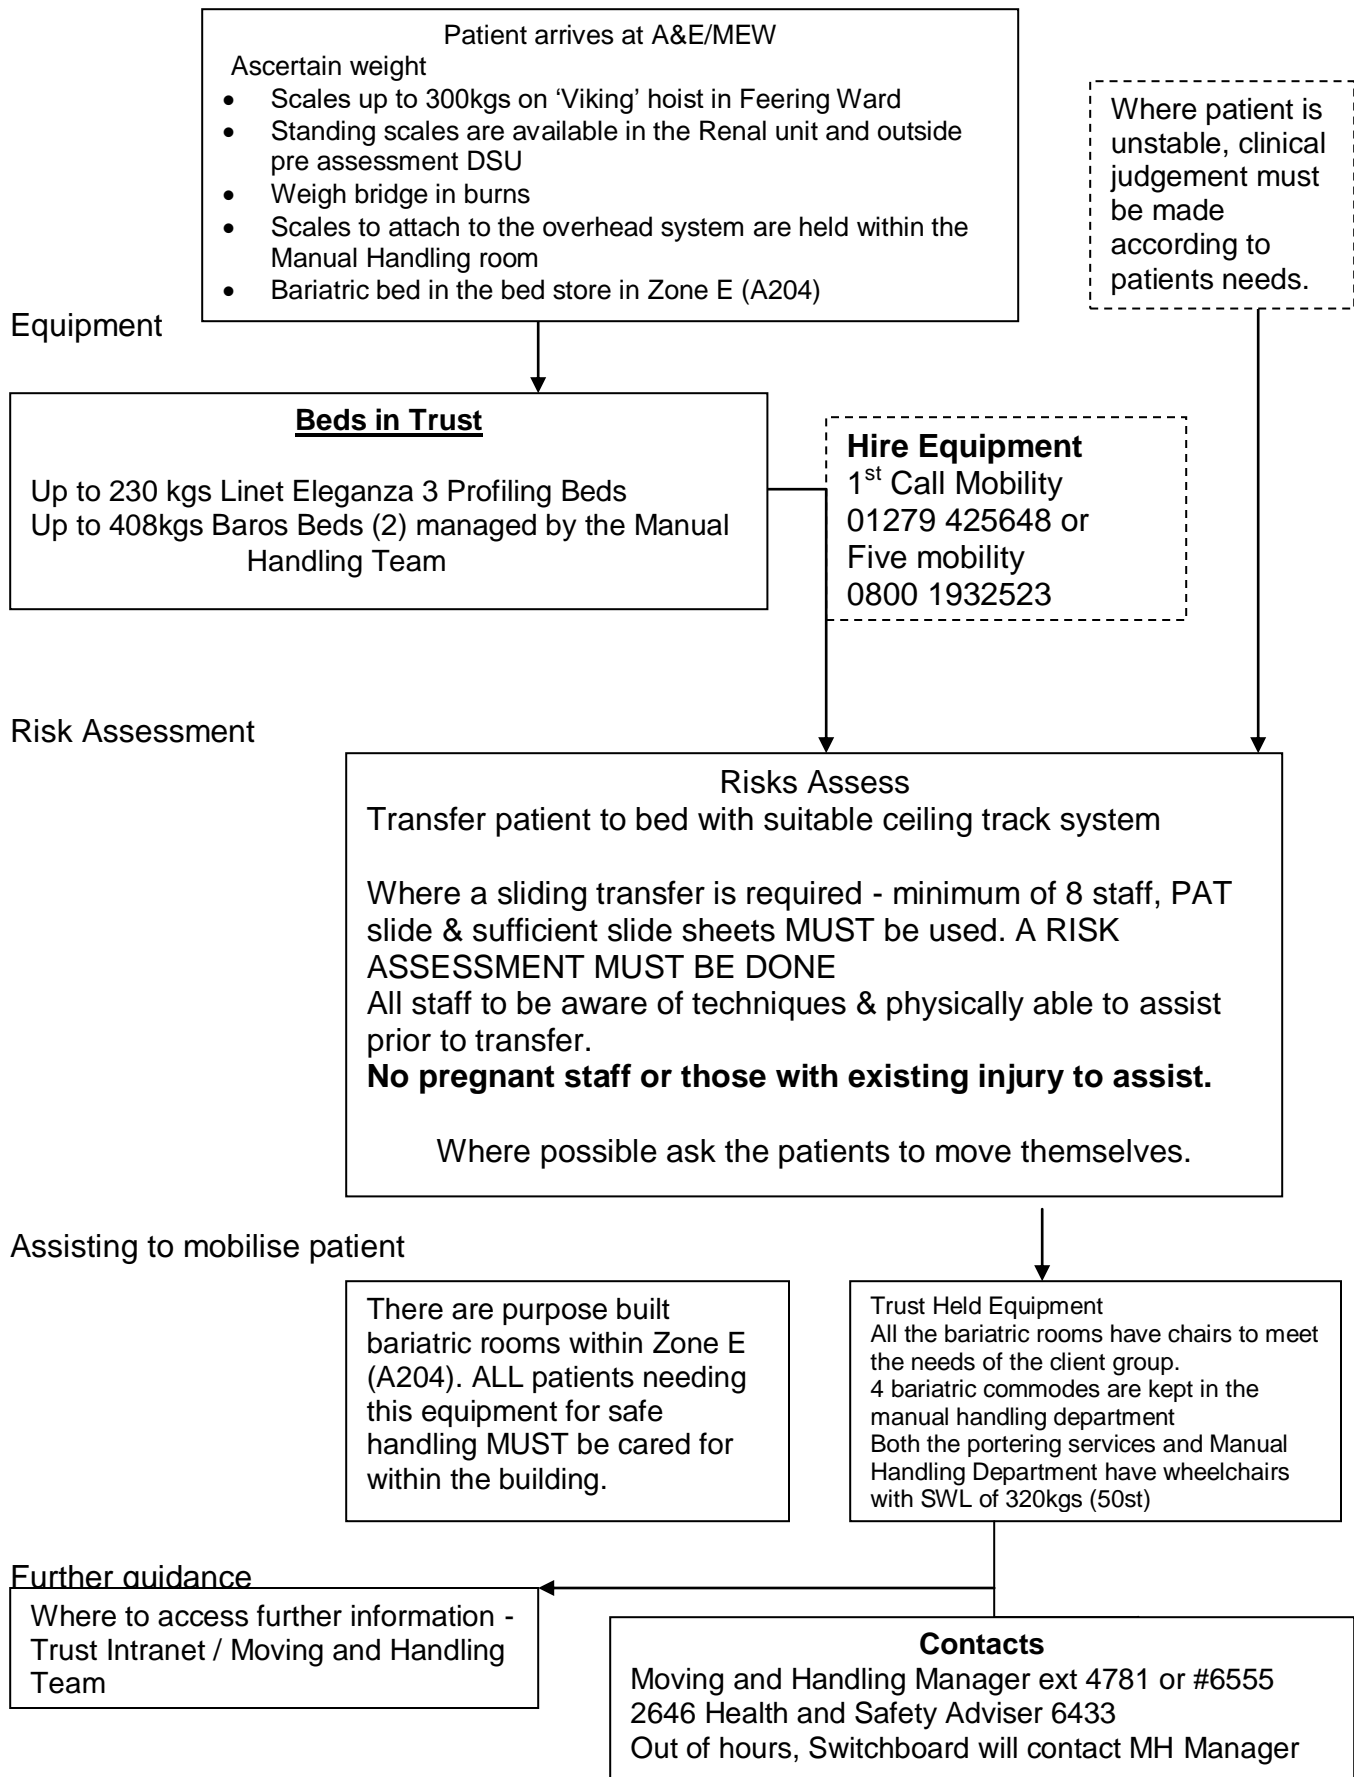 Patient arrives at A&E/MEW
Ascertain weight
• Scales up to 300kgs on ‘Viking’ hoist in Feering Ward
• Standing scales are available in the Renal unit and outside
pre assessment DSU
• Weigh bridge in burns
• Scales to attach to the overhead system are held within the
Manual Handling room
• Bariatric bed in the bed store in Zone E (A204)
Where patient is
unstable, clinical
judgement must
be made
according to
patients needs.
Equipment
Beds in Trust
Up to 230 kgs Linet Eleganza 3 Profiling Beds
Up to 408kgs Baros Beds (2) managed by the Manual
Handling Team
Hire Equipment
1st Call Mobility
01279 425648 or
Five mobility
0800 1932523
Risk Assessment
Risks Assess
Transfer patient to bed with suitable ceiling track system
Where a sliding transfer is required - minimum of 8 staff, PAT
slide & sufficient slide sheets MUST be used. A RISK
ASSESSMENT MUST BE DONE
All staff to be aware of techniques & physically able to assist
prior to transfer.
No pregnant staff or those with existing injury to assist.
Where possible ask the patients to move themselves.
Assisting to mobilise patient
There are purpose built
bariatric rooms within Zone E
(A204). ALL patients needing
this equipment for safe
handling MUST be cared for
within the building.
Trust Held Equipment
All the bariatric rooms have chairs to meet
the needs of the client group.
4 bariatric commodes are kept in the
manual handling department
Both the portering services and Manual
Handling Department have wheelchairs
with SWL of 320kgs (50st)
Further guidance
Where to access further information -
Trust Intranet / Moving and Handling
Team
Contacts
Moving and Handling Manager ext 4781 or #6555
2646 Health and Safety Adviser 6433
Out of hours, Switchboard will contact MH Manager